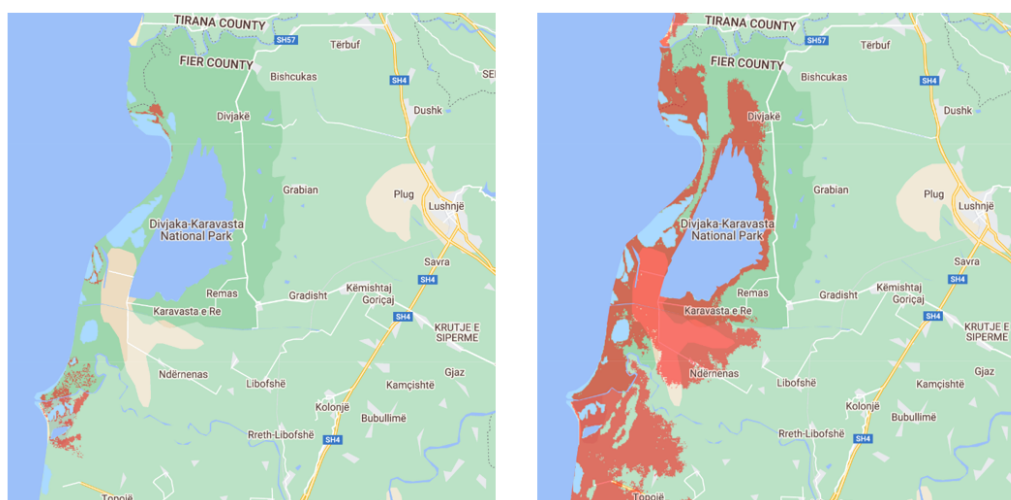 TIRANA COUNTY
SH57
Tërbuf
FIER COUNTY
SH4
Bishcukas
Dushk
Divjakë
Grabian
Plug
Lushnjë
Divjaka-Karavasta
National Park
Savra
SH4
Remas
Gradisht
Këmishtaj
Goriçaj
Karavasta e Re
SH4
KRUTJE E
SIPERME
Ndërnenas
Libofshë
Gjaz
Kamçishtë
Kolonjë
Bubullimë
Rreth-Libofshë
SH4
Topojë
TIRANA COUNTY
SH57
Tërbuf
FIER COUNTY
SH4
Bishcukas
Dushk
Divjakë
Grabian
Plug
Lushnjë
Divjaka-Karavasta
National Park
Savra
SH4
Remas
Gradisht
Këmishtaj
Goriçaj
Karavasta e Re
SH4
KRUTJE E
SIPERME
Ndërnenas
Libofshë
Gjaz
Kamçishtë
Kolonjë
Bubullimë
Rreth-Libofshë
SH4
Topojë